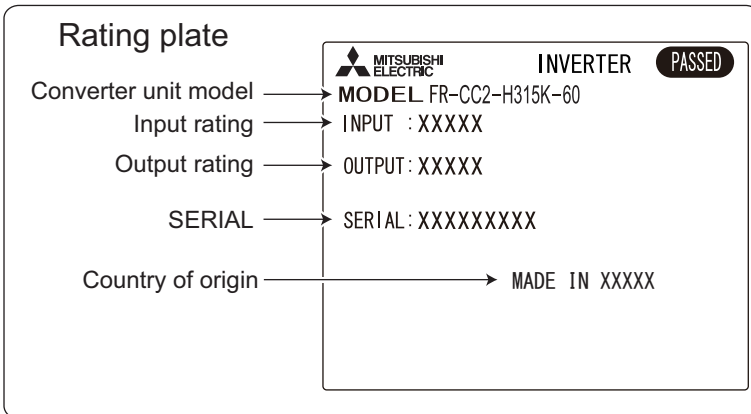 Rating plate
MITSUBISHI
ELECTRIC
INVERTER PASSED
Converter unit model MODEL FR-CC2-H315K-60
Input rating INPUT :XXXXX
Output rating OUTPUT:XXXXX
SERIAL SERIAL:XXXXXXXXX
Country of origin MADE IN XXXXX